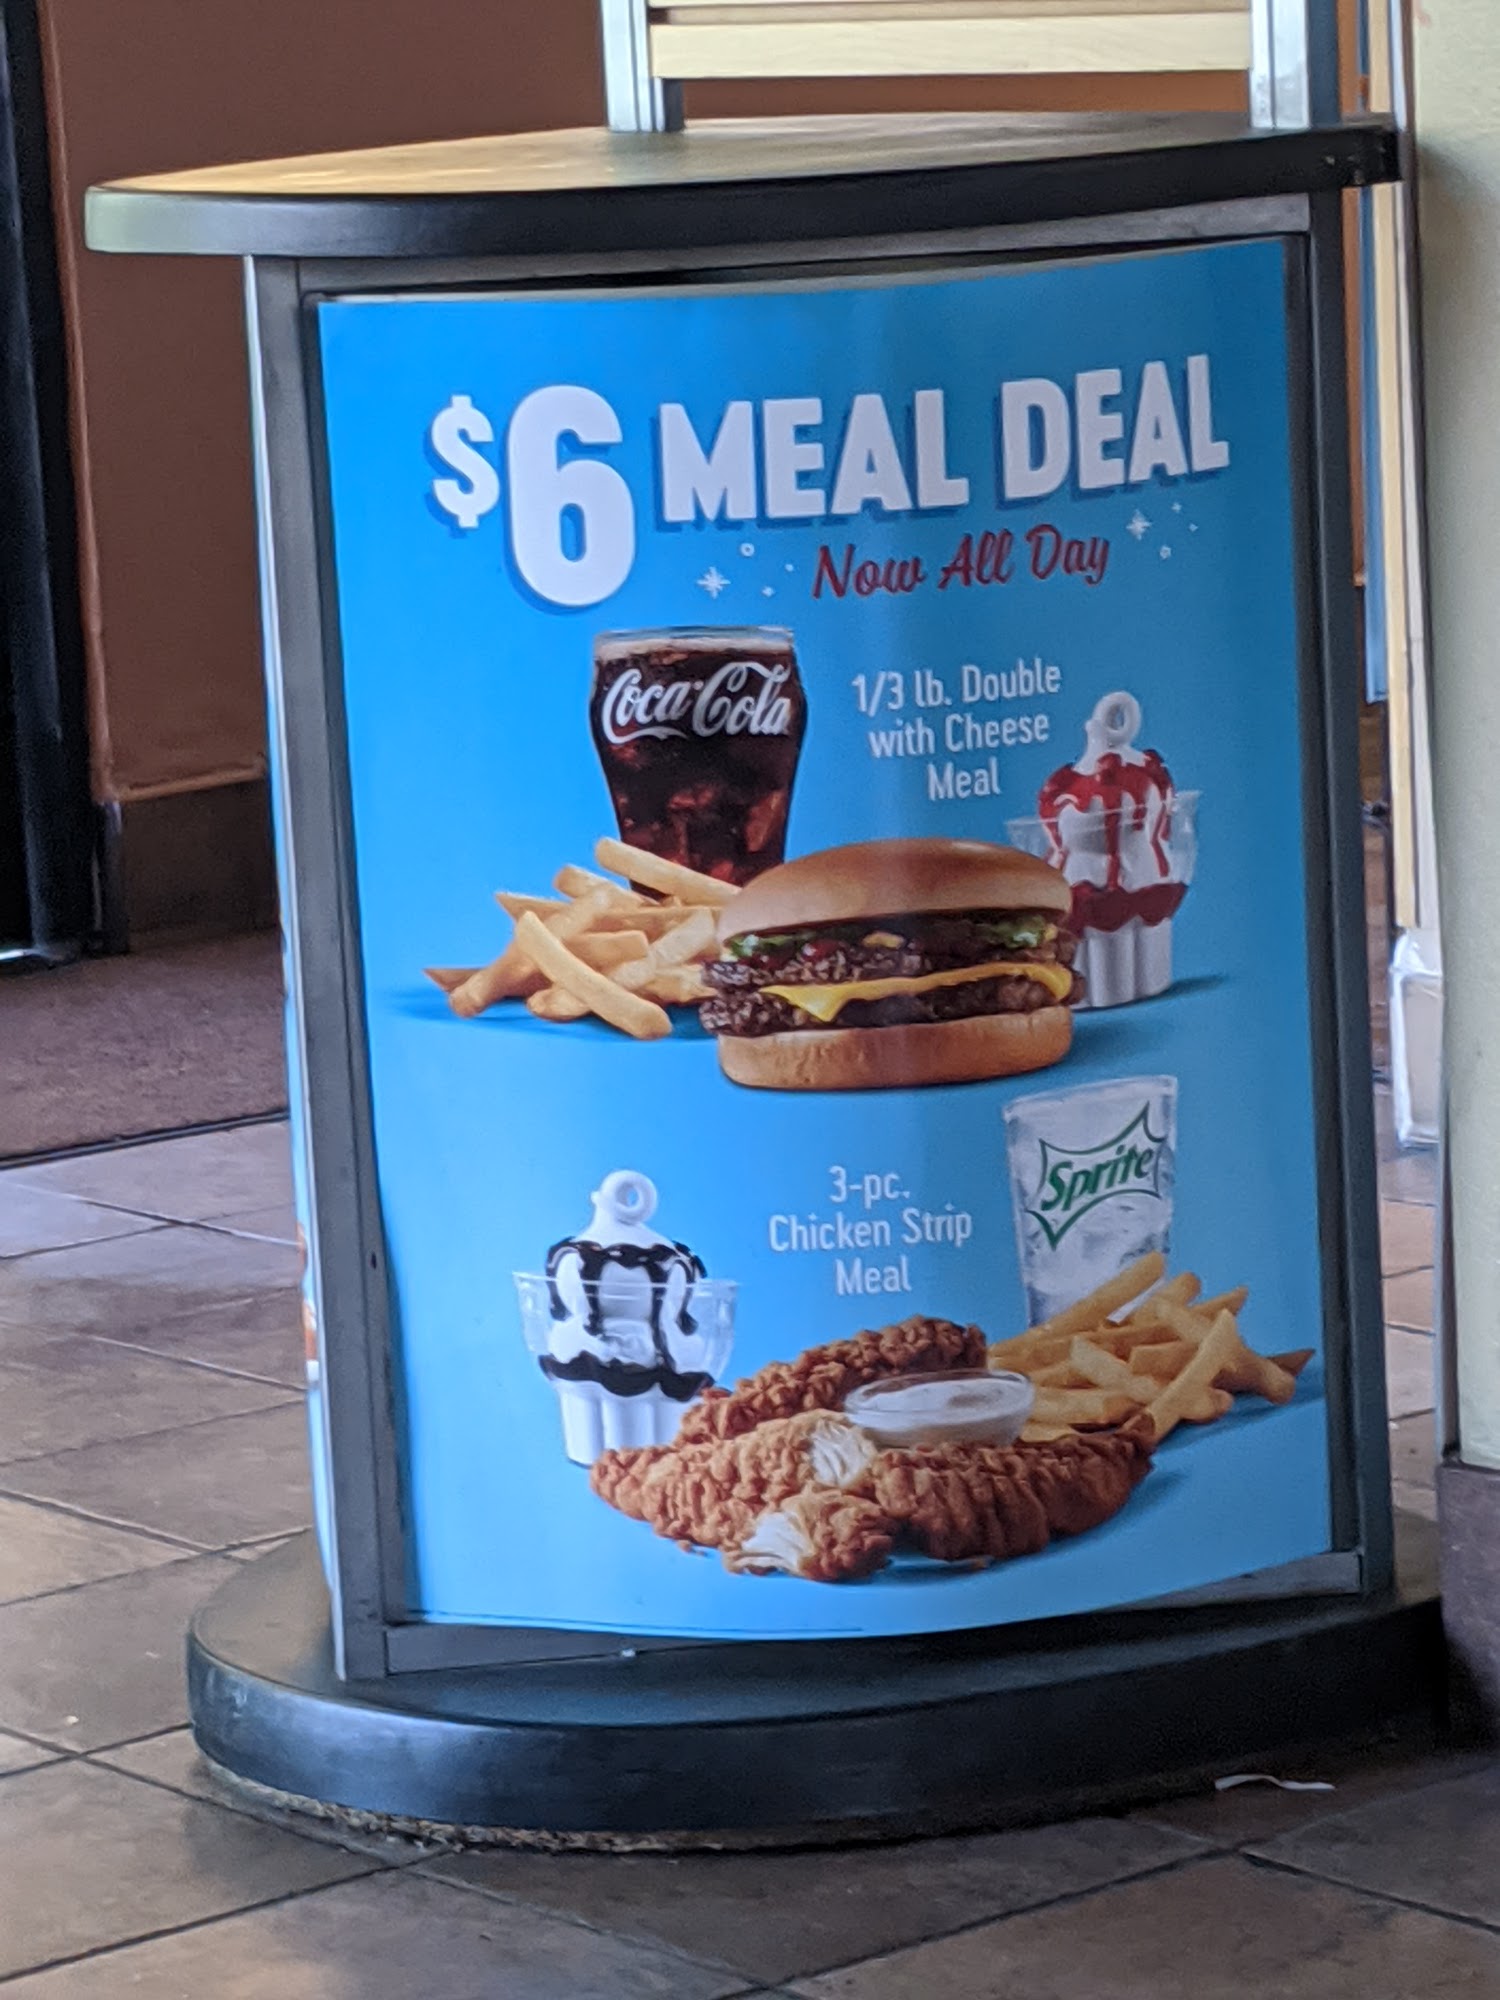 $6 MEAL DEAL
Now All Day
Coca-Cola
1/3 lb. Double
with Cheese
Meal
3-pc.
Chicken Strip
Meal
Sprite